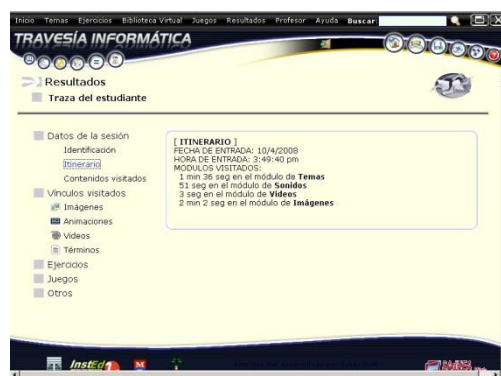 Inicio Temas Ejercicios Biblioteca Virtual Juegos Resultados Profesor Ayuda Buscar:
TRAVESÍA INFORMÁTICA
Resultados
Traza del estudiante
Datos de la sesión
Identificación
Itinerario
Contenidos visitados
Vínculos visitados
Imágenes
Animaciones
Videos
Términos
Ejercicios
Juegos
Otros
[ ITINERARIO ]
FECHA DE ENTRADA: 10/4/2008
HORA DE ENTRADA: 3:49:40 pm
MODULOS VISITADOS:
1 min 36 seg en el módulo de Temas
51 seg en el módulo de Sonidos
3 seg en el módulo de Videos
2 min 2 seg en el módulo de Imágenes
InstEd